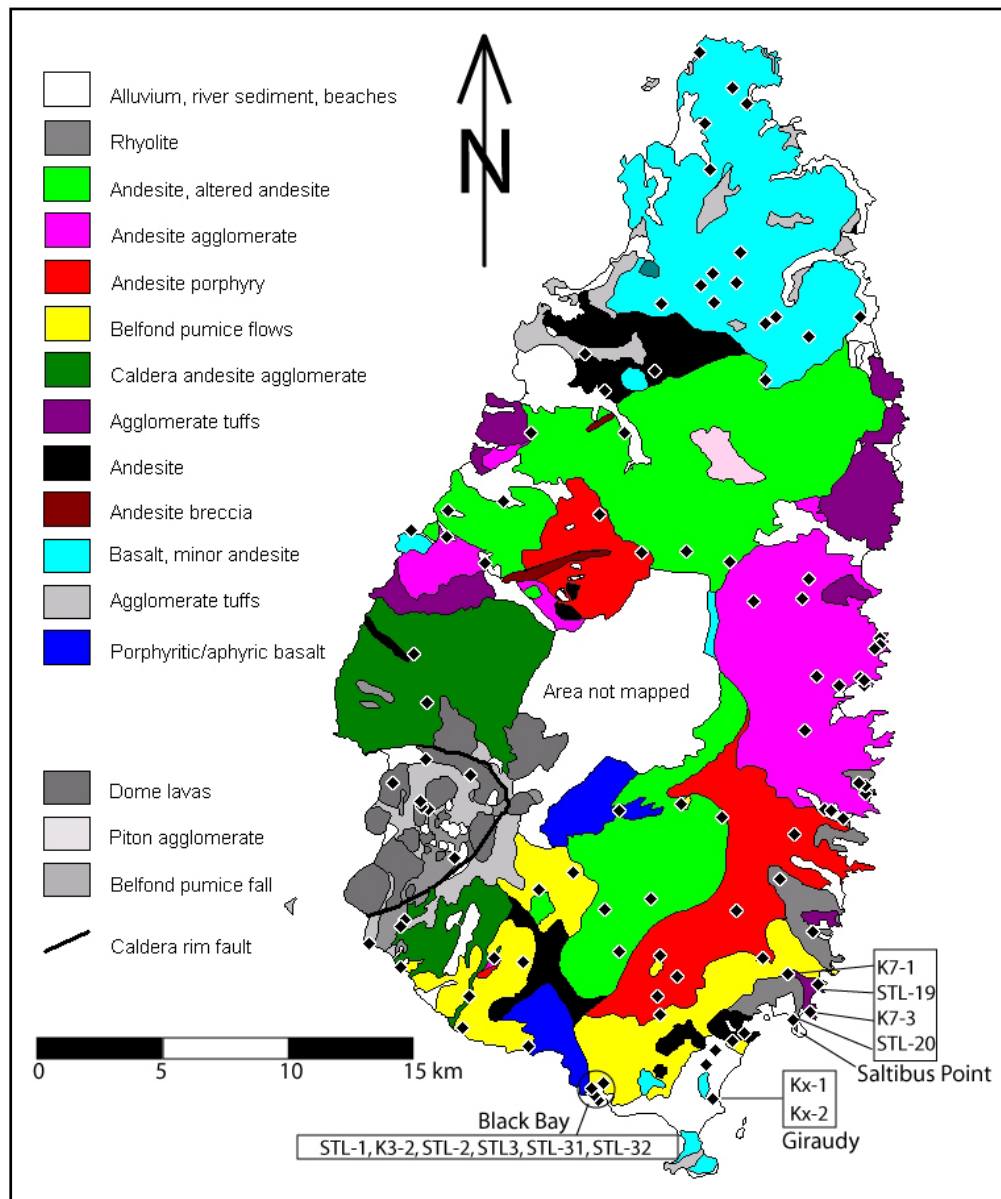 N
Alluvium, river sediment, beaches
Rhyolite
Andesite, altered andesite
Andesite agglomerate
Andesite porphyry
Belfond pumice flows
Caldera andesite agglomerate
Agglomerate tuffs
Andesite
Andesite breccia
Basalt, minor andesite
Agglomerate tuffs
Porphyritic/aphyric basalt
Area not mapped
Dome lavas
Piton agglomerate
Belfond pumice fall
Caldera rim fault
K7-1
STL-19
K7-3
STL-20
Saltibus Point
0 5 10 15 km
Kx-1
Kx-2
Giraudy
Black Bay
STL-1, K3-2, STL-2, STL3, STL-31, STL-32